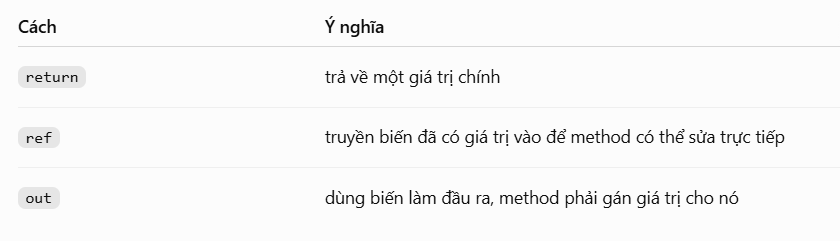 Cách Ý nghĩa
return trả về một giá trị chính
ref truyền biến đã có giá trị vào để method có thể sửa trực tiếp
out dùng biến làm đầu ra, method phải gán giá trị cho nó